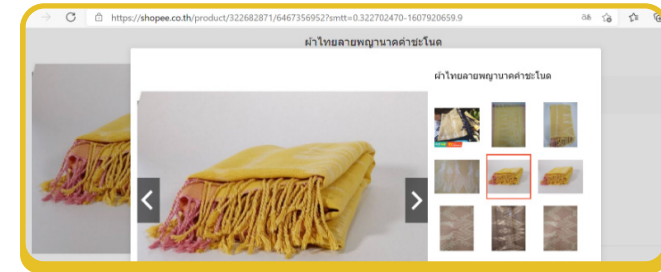 https://shopee.co.th/product/322682871/6467356952?smtt=0.322702470-1607920659.9
ผ้าไทยลายพญานาคคำชะโนด
ผ้าไทยลายพญานาคคำชะโนด